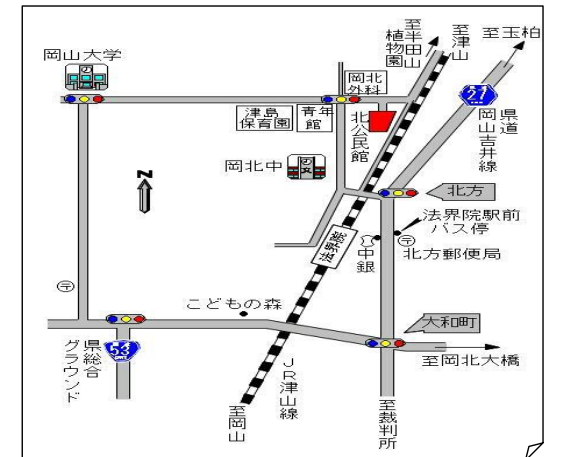 至玉柏
至津山
至半田山
植物園
岡山大学
岡北
外科
27
県道
岡山吉井線
津島
保育園
青年
館
北公民館
岡北中
N
北方
法界院駅前
バス停
法界院
中銀
〒
北方郵便局
〒
こどもの森
大和町
53
県総合
グラウンド
至岡北大橋
JR津山線
至岡山
至裁判所